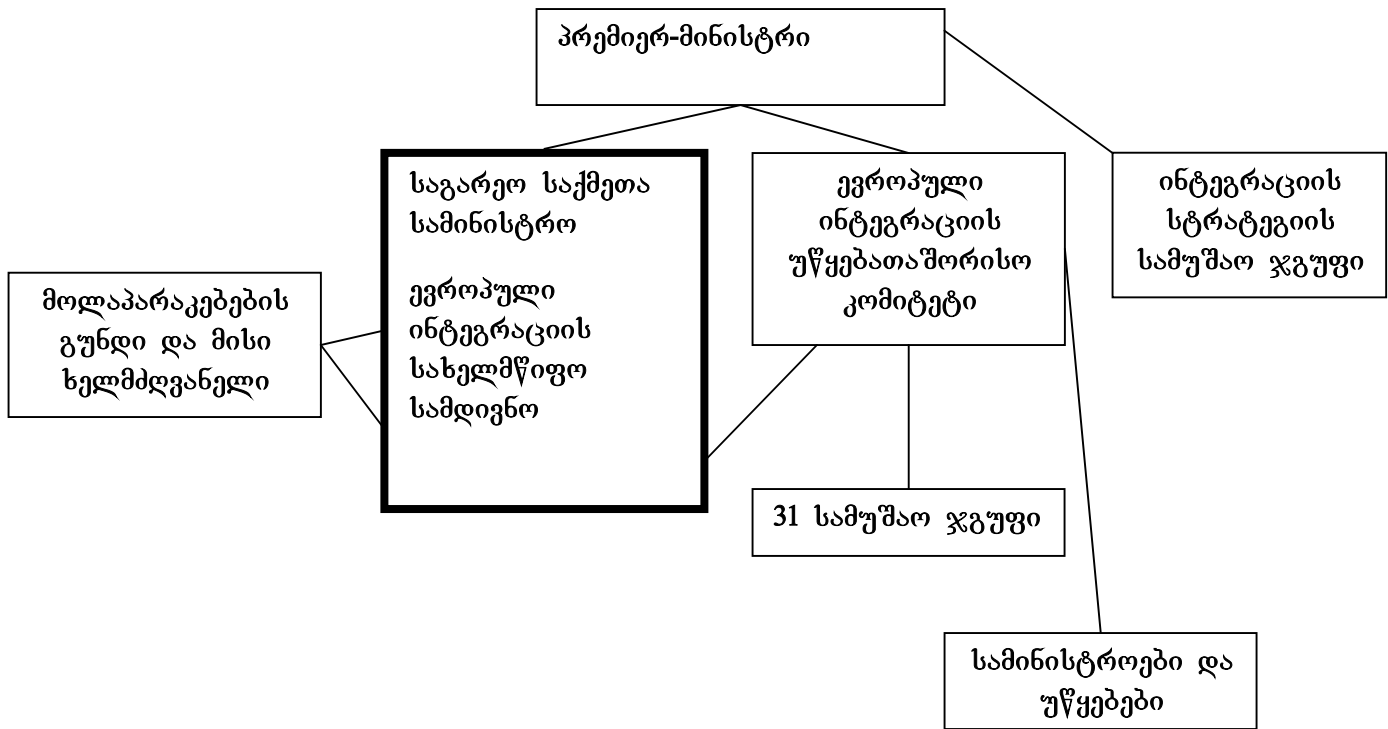 პრემიერ-მინისტრი
საგარეო საქმეთა
სამინისტრო
ევროპული
ინტეგრაციის
სახელმწიფო
სამდივნო
ევროპული
ინტეგრაციის
უწყებათაშორისო
კომიტეტი
ინტეგრაციის
სტრატეგიის
სამუშაო ჯგუფი
მოლაპარაკებების
გუნდი და მისი
ხელმძღვანელი
31 სამუშაო ჯგუფი
სამინისტროები და
უწყებები